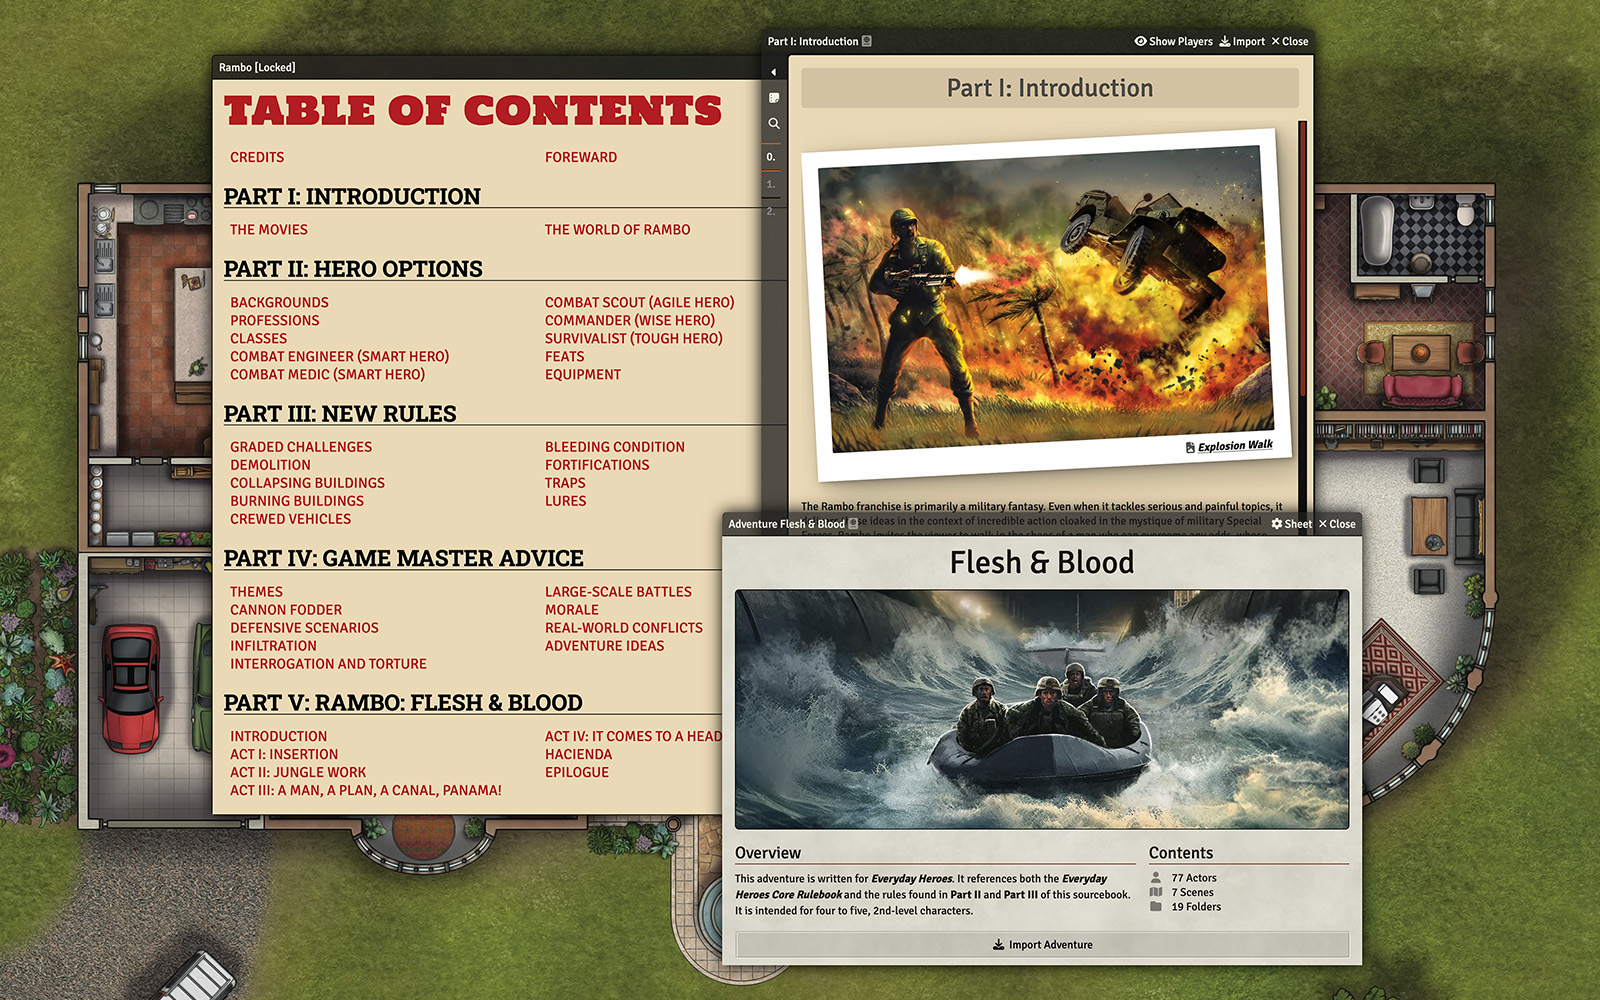 Rambo [Locked]
TABLE OF CONTENTS
CREDITS
FOREWARD
PART I: INTRODUCTION
THE MOVIES
THE WORLD OF RAMBO
PART II: HERO OPTIONS
BACKGROUNDS
PROFESSIONS
CLASSES
COMBAT ENGINEER (SMART HERO)
COMBAT MEDIC (SMART HERO)
COMBAT SCOUT (AGILE HERO)
COMMANDER (WISE HERO)
SURVIVALIST (TOUGH HERO)
FEATS
EQUIPMENT
PART III: NEW RULES
GRADED CHALLENGES
DEMOLITION
COLLAPSING BUILDINGS
BURNING BUILDINGS
CREWED VEHICLES
BLEEDING CONDITION
FORTIFICATIONS
TRAPS
LURES
PART IV: GAME MASTER ADVICE
THEMES
CANNON FODDER
DEFENSIVE SCENARIOS
INFILTRATION
INTERROGATION AND TORTURE
LARGE-SCALE BATTLES
MORALE
REAL-WORLD CONFLICTS
ADVENTURE IDEAS
PART V: RAMBO: FLESH & BLOOD
INTRODUCTION
ACT I: INSERTION
ACT II: JUNGLE WORK
ACT III: A MAN, A PLAN, A CANAL, PANAMA!
ACT IV: IT COMES TO A HEAD
HACIENDA
EPILOGUE
Part I: Introduction
Show Players Import Close
0.
1.
2.
Part I: Introduction
Explosion Walk
The Rambo franchise is primarily a military fantasy. Even when it tackles serious and painful topics, it
ideas in the context of incredible action cloaked in the mystique of military Special
Adventure Flesh & Blood
Sheet Close
Flesh & Blood
Overview
This adventure is written for Everyday Heroes. It references both the Everyday
Heroes Core Rulebook and the rules found in Part II and Part III of this sourcebook.
It is intended for four to five, 2nd-level characters.
Contents
77 Actors
7 Scenes
19 Folders
Import Adventure